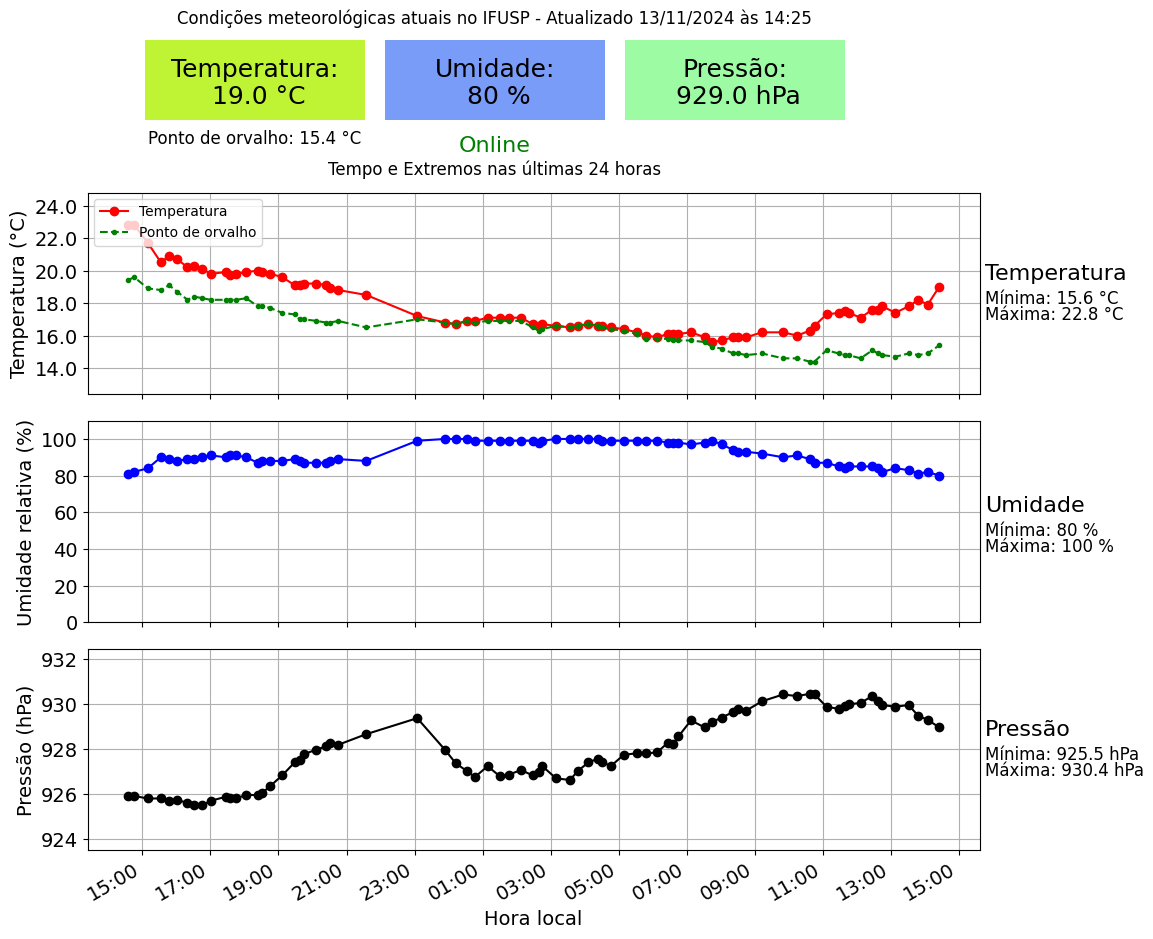 Condições meteorológicas atuais no IFUSP - Atualizado 13/11/2024 às 14:25
Temperatura:
19.0 °C
Umidade:
80 %
Pressão:
929.0 hPa
Ponto de orvalho: 15.4 °C
Online
Tempo e Extremos nas últimas 24 horas
Temperatura (°C)
24.0
22.0
20.0
18.0
16.0
14.0
Temperatura
Ponto de orvalho
Temperatura
Mínima: 15.6 °C
Máxima: 22.8 °C
Umidade relativa (%)
100
80
60
40
20
0
Umidade
Mínima: 80 %
Máxima: 100 %
Pressão (hPa)
932
930
928
926
924
Pressão
Mínima: 925.5 hPa
Máxima: 930.4 hPa
15:00 17:00 19:00 21:00 23:00 01:00 03:00 05:00 07:00 09:00 11:00 13:00 15:00
Hora local